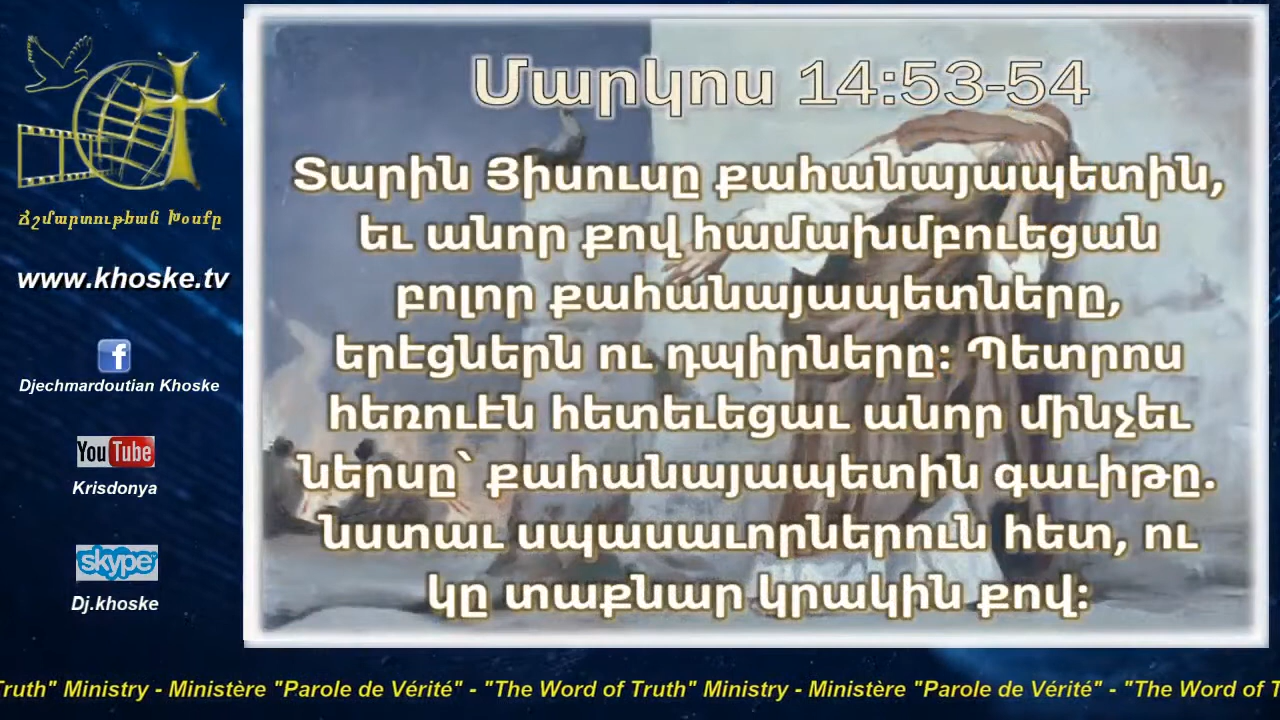 Ճշմարտութեան Խօսքը
www.khoske.tv
Djechmardoutian Khoske
YouTube
Krisdonya
skype
Dj.khoske
Մարկոս 14:53-54
Տարին Յիսուսը քահանայապետին,
եւ անոր քով համախմբուեցան
բոլոր քահանայապետները,
երէցներն ու դպիրները: Պետրոս
հեռուէն հետեւեցաւ անոր մինչեւ
ներսը՝ քահանայապետին գաւիթը.
նստաւ սպասաւորներուն հետ, ու
կը տաքնար կրակին քով:
Truth" Ministry - Ministère "Parole de Vérité" - "The Word of Truth" Ministry - Ministère "Parole de Vérité" - "The Word of T